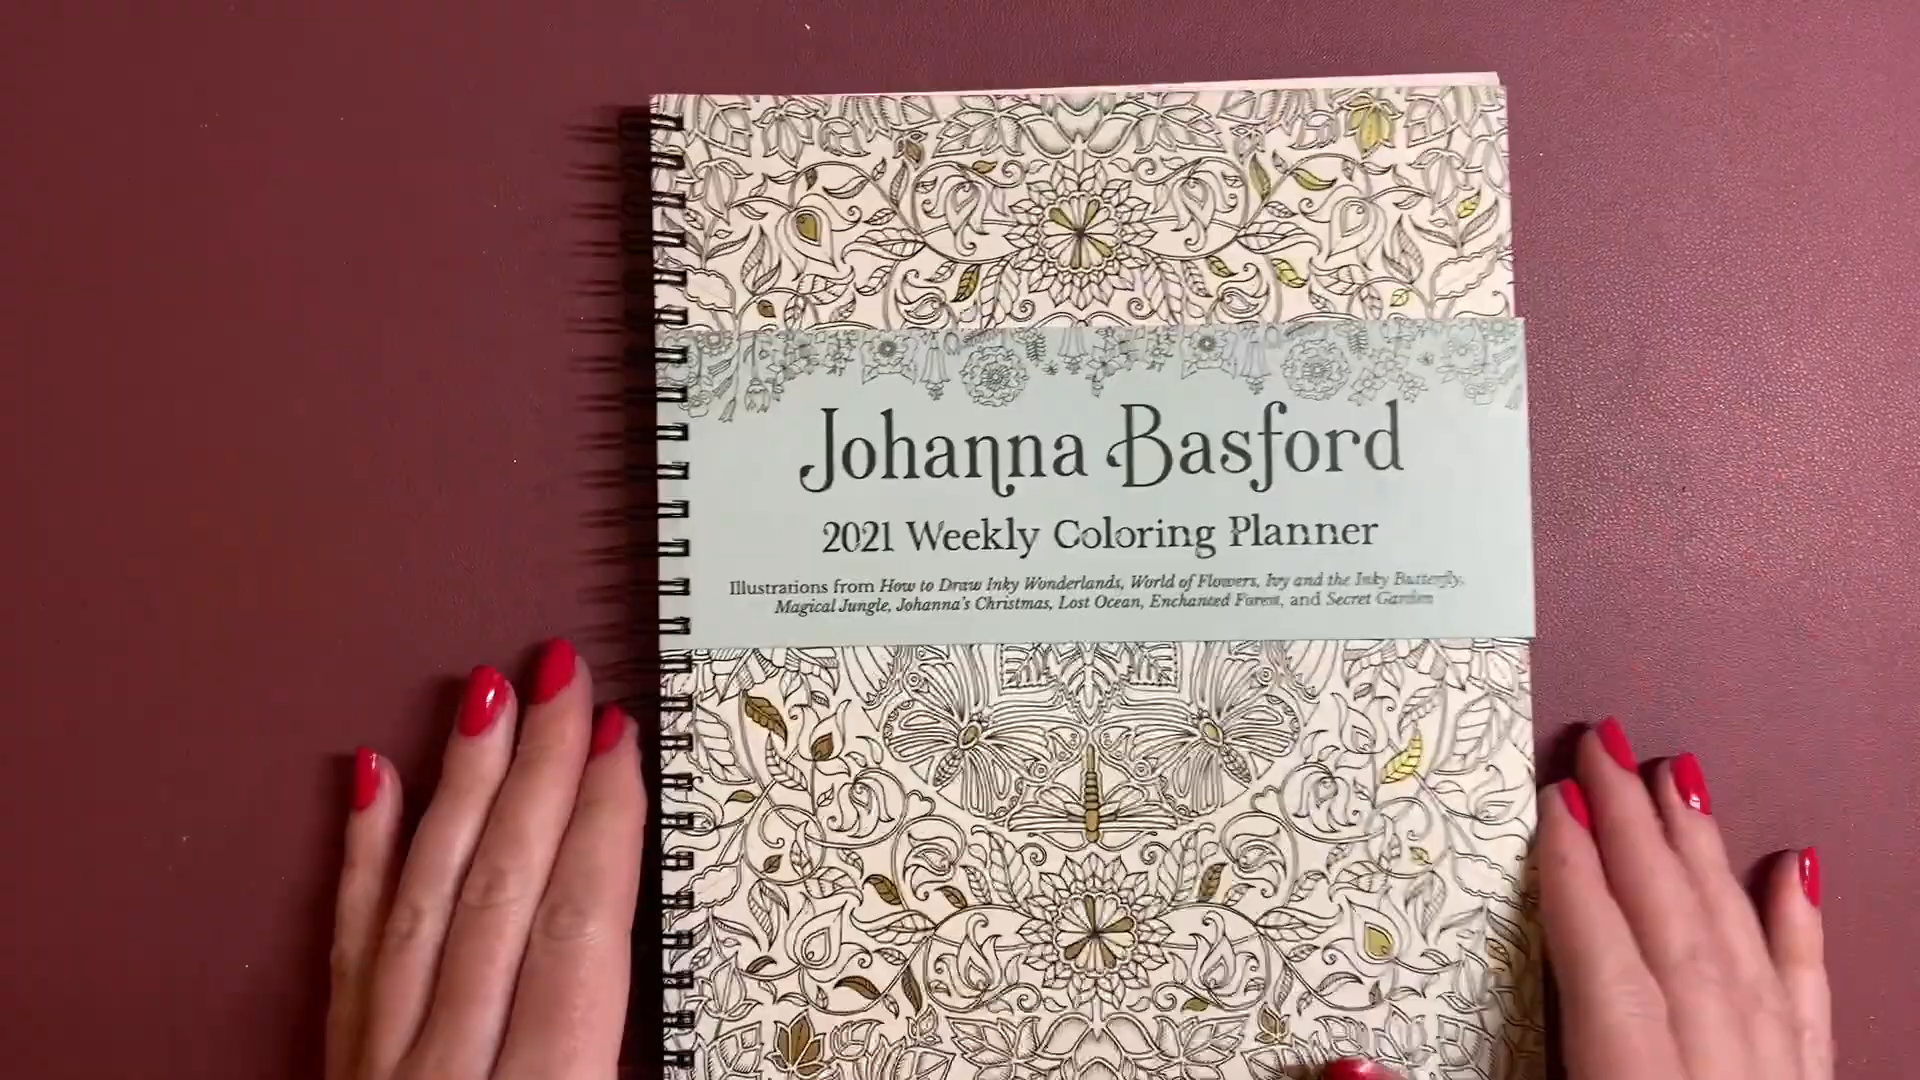 Johanna Basford
2021 Weekly Coloring Planner
Illustrations from How to Draw Inky Wonderlands, World of Flowers, Ivy and the Inky Butterfly,
Magical Jungle, Johanna's Christmas, Lost Ocean, Enchanted Forest, and Secret Garden